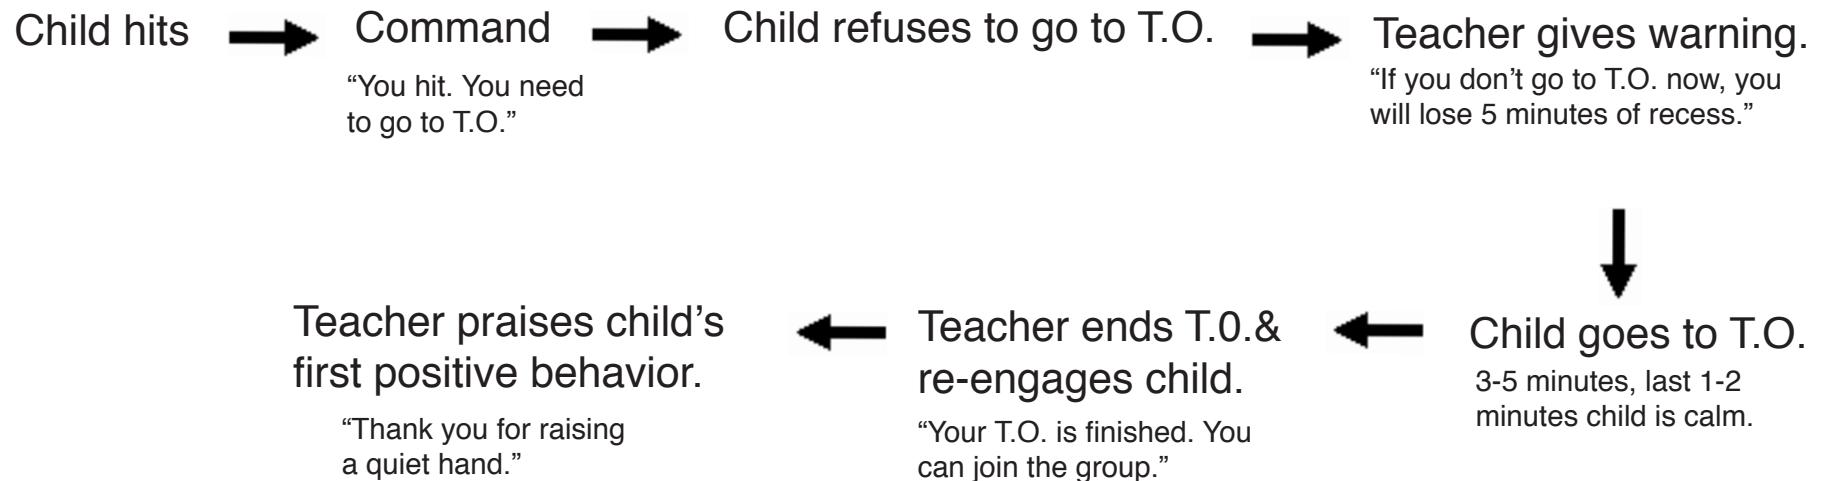 Child hits
Command
“You hit. You need
to go to T.O.”
Child refuses to go to T.O.
Teacher gives warning.
“If you don’t go to T.O. now, you
will lose 5 minutes of recess.”
Child goes to T.O.
3-5 minutes, last 1-2
minutes child is calm.
Teacher ends T.0.&
re-engages child.
“Your T.O. is finished. You
can join the group.”
Teacher praises child’s
first positive behavior.
“Thank you for raising
a quiet hand.”